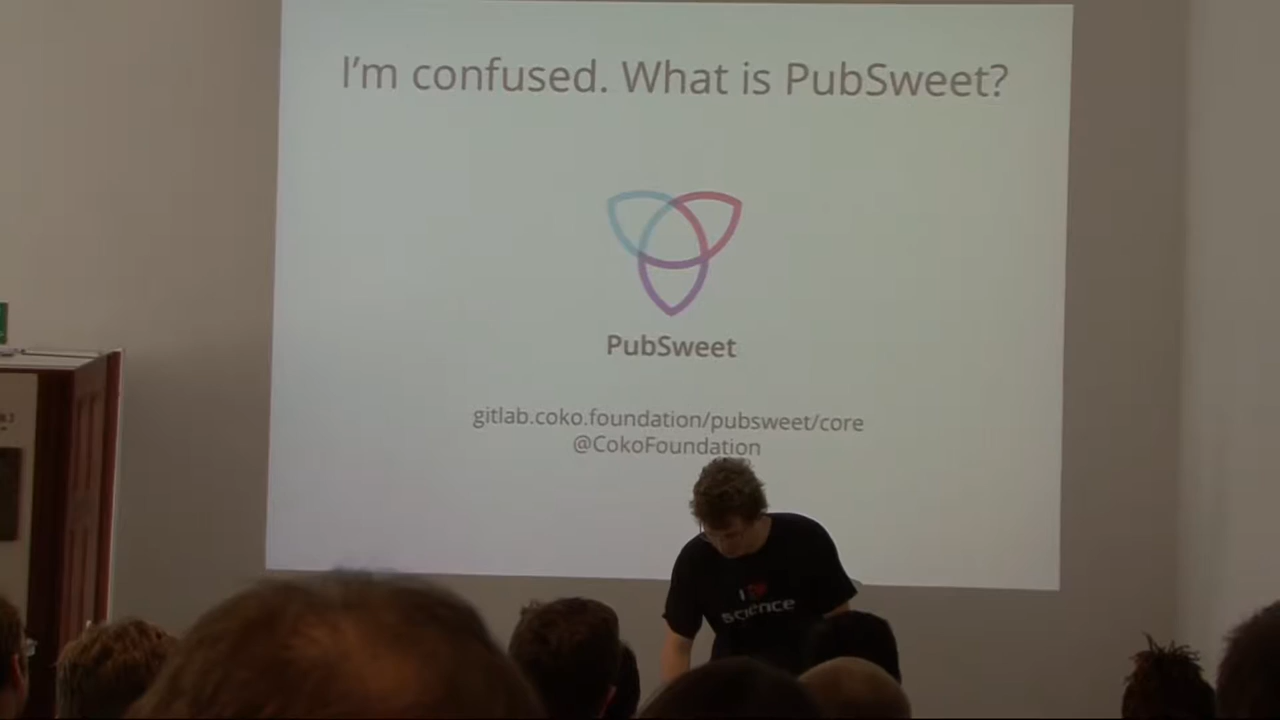 I'm confused. What is PubSweet?
PubSweet
gitlab.coko.foundation/pubsweet/core
@CokoFoundation
I
science